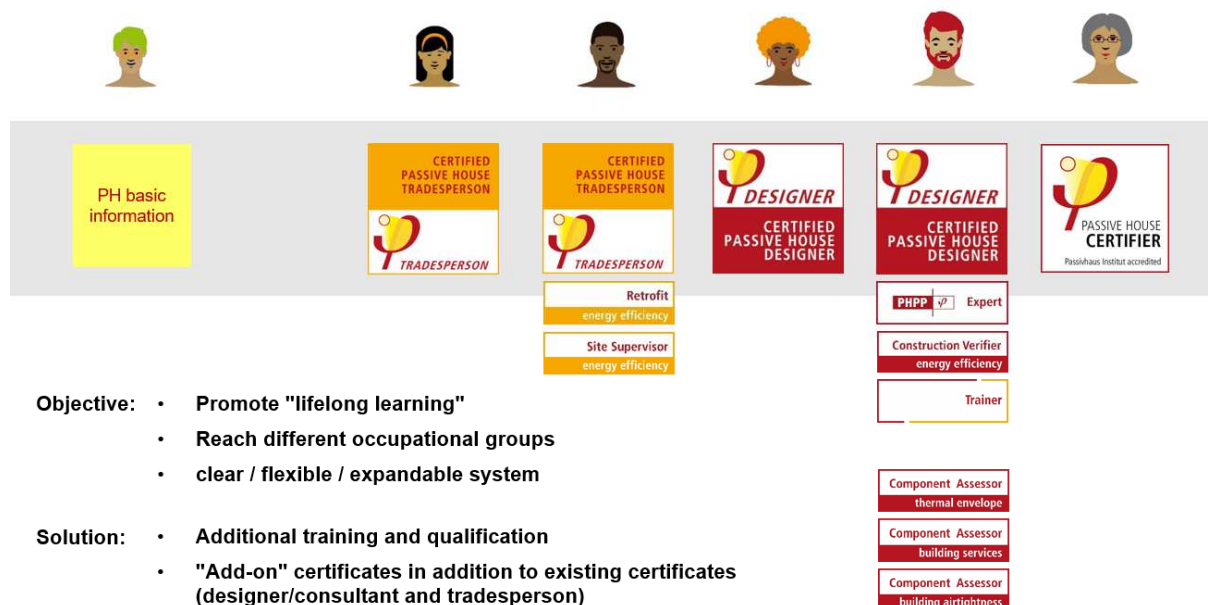 PH basic
information
CERTIFIED
PASSIVE HOUSE
TRADESPERSON
TRADESPERSON
CERTIFIED
PASSIVE HOUSE
TRADESPERSON
TRADESPERSON
Retrofit
energy efficiency
Site Supervisor
energy efficiency
DESIGNER
CERTIFIED
PASSIVE HOUSE
DESIGNER
DESIGNER
CERTIFIED
PASSIVE HOUSE
DESIGNER
PHPP φ Expert
Construction Verifier
energy efficiency
Trainer
Component Assessor
thermal envelope
Component Assessor
building services
Component Assessor
building airtightness
PASSIVE HOUSE
CERTIFIER
Passivhaus Institut accredited
Objective: • Promote "lifelong learning"
• Reach different occupational groups
• clear / flexible / expandable system
Solution: • Additional training and qualification
• "Add-on" certificates in addition to existing certificates
(designer/consultant and tradesperson)